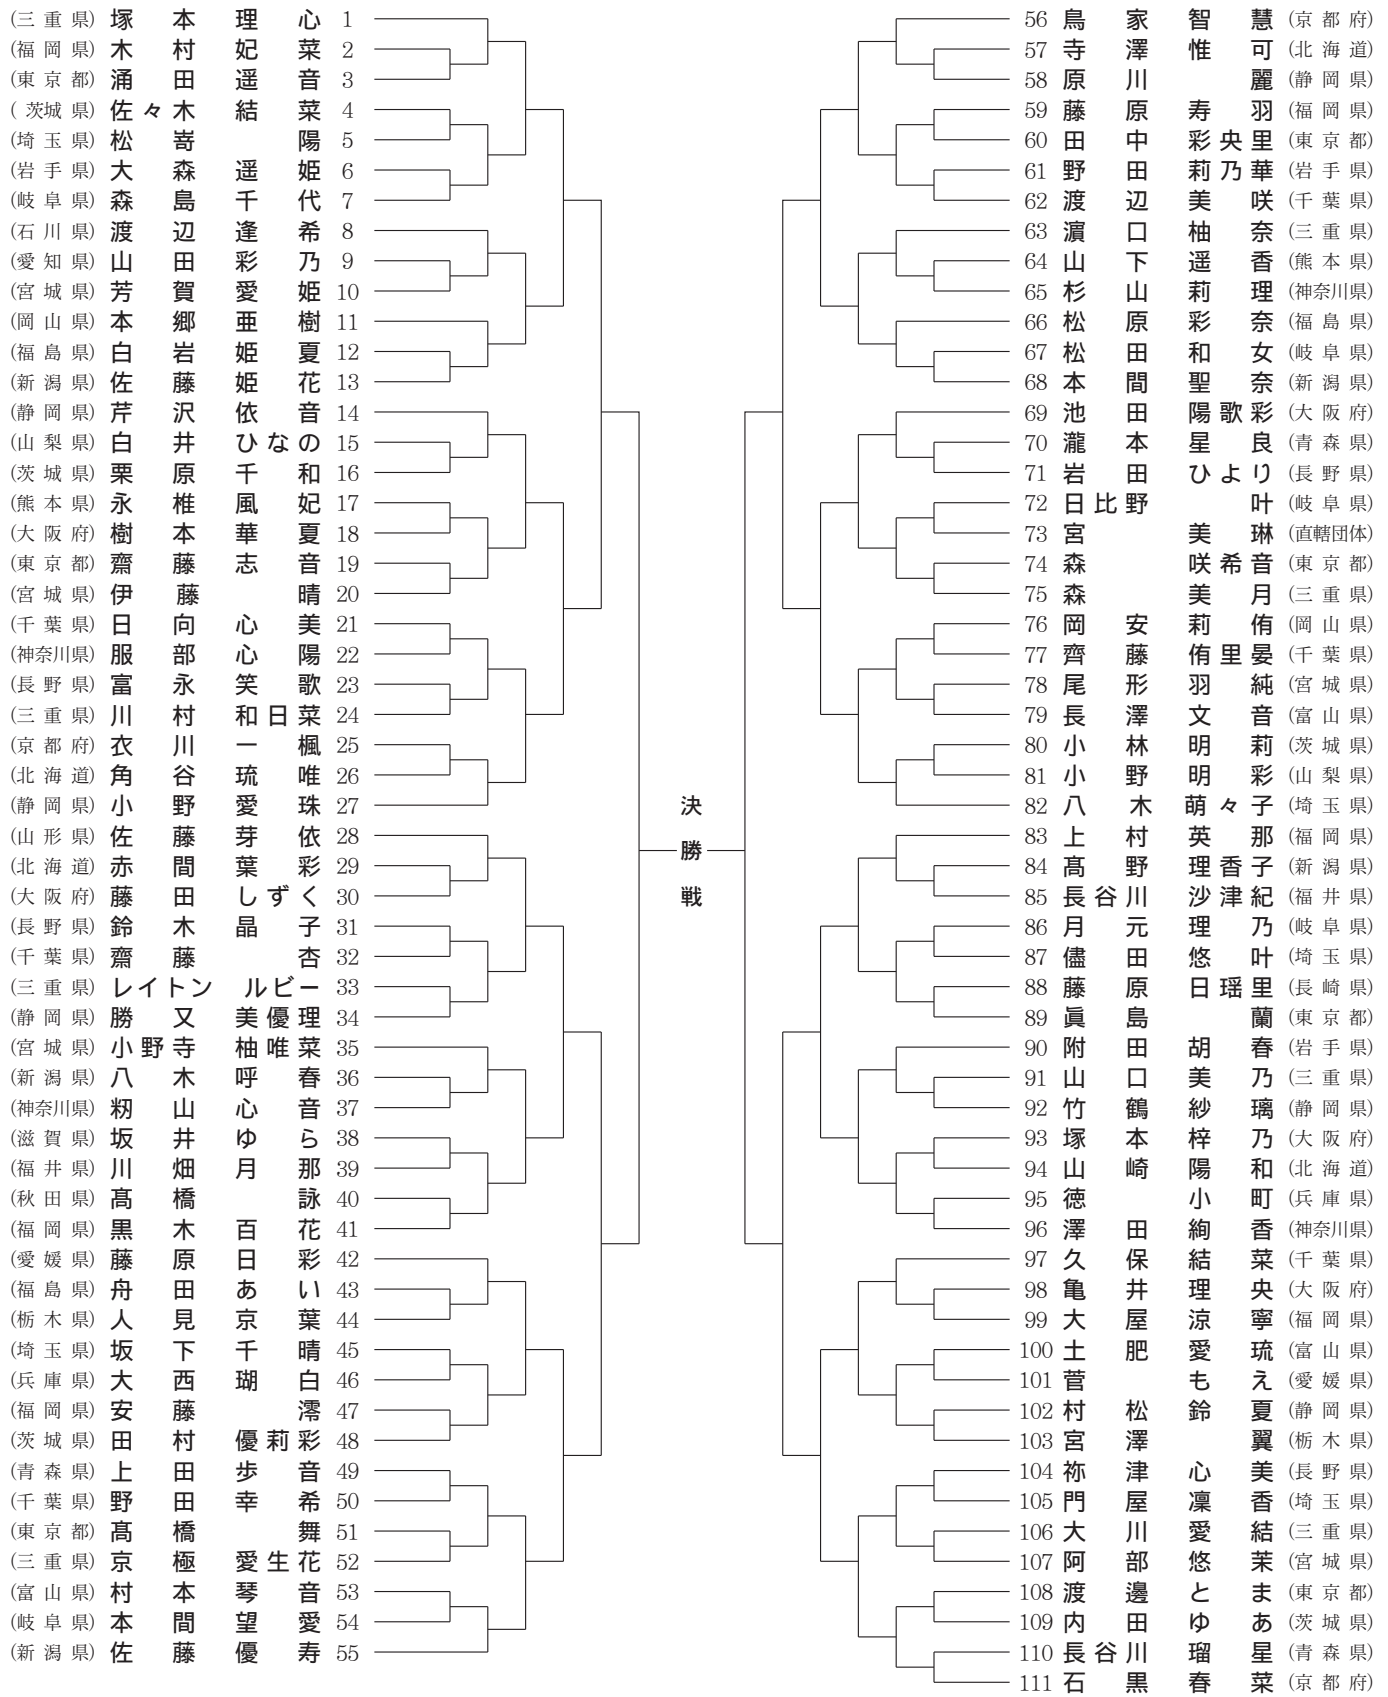 (三重県) 塚本理心 1
(福岡県) 木村妃菜 2
(東京都) 涌田遥音 3
(茨城県) 佐々木結菜 4
(埼玉県) 松嵜陽 5
(岩手県) 大森遥姫 6
(岐阜県) 森島千代 7
(石川県) 渡辺逢希 8
(愛知県) 山田彩乃 9
(宮城県) 芳賀愛姫 10
(岡山県) 本郷亜樹 11
(福島県) 白岩姫夏 12
(新潟県) 佐藤姫花 13
(静岡県) 芹沢依音 14
(山梨県) 白井ひなの 15
(茨城県) 栗原千和 16
(熊本県) 永椎風妃 17
(大阪府) 樹本華夏 18
(東京都) 齋藤志音 19
(宮城県) 伊藤晴 20
(千葉県) 日向心美 21
(神奈川県) 服部心陽 22
(長野県) 富永笑歌 23
(三重県) 川村和日菜 24
(京都府) 衣川一楓 25
(北海道) 角谷琉唯 26
(静岡県) 小野愛珠 27
(山形県) 佐藤芽依 28
(北海道) 赤間葉彩 29
(大阪府) 藤田しずく 30
(長野県) 鈴木晶子 31
(千葉県) 齋藤杏 32
(三重県) レイトン ルビー 33
(静岡県) 勝又美優理 34
(宮城県) 小野寺柚唯菜 35
(新潟県) 八木呼春 36
(神奈川県) 籾山心音 37
(滋賀県) 坂井ゆら 38
(福井県) 川畑月那 39
(秋田県) 髙橋詠 40
(福岡県) 黒木百花 41
(愛媛県) 藤原日彩 42
(福島県) 舟田あい 43
(栃木県) 人見京葉 44
(埼玉県) 坂下千晴 45
(兵庫県) 大西瑚白 46
(福岡県) 安藤澪 47
(茨城県) 田村優莉彩 48
(青森県) 上田歩音 49
(千葉県) 野田幸希 50
(東京都) 髙橋舞 51
(三重県) 京極愛生花 52
(富山県) 村本琴音 53
(岐阜県) 本間望愛 54
(新潟県) 佐藤優寿 55
決勝戦
56 鳥家智慧 (京都府)
57 寺澤惟可 (北海道)
58 原川麗 (静岡県)
59 藤原寿羽 (福岡県)
60 田中彩央里 (東京都)
61 野田莉乃華 (岩手県)
62 渡辺美咲 (千葉県)
63 濵口柚奈 (三重県)
64 山下遥香 (熊本県)
65 杉山莉理 (神奈川県)
66 松原彩奈 (福島県)
67 松田和女 (岐阜県)
68 本間聖奈 (新潟県)
69 池田陽歌彩 (大阪府)
70 瀧本星良 (青森県)
71 岩田ひより (長野県)
72 日比野叶 (岐阜県)
73 宮美琳 (直轄団体)
74 森咲希音 (東京都)
75 森美月 (三重県)
76 岡安莉侑 (岡山県)
77 齊藤侑里晏 (千葉県)
78 尾形羽純 (宮城県)
79 長澤文音 (富山県)
80 小林明莉 (茨城県)
81 小野明彩 (山梨県)
82 八木萌々子 (埼玉県)
83 上村英那 (福岡県)
84 髙野理香子 (新潟県)
85 長谷川沙津紀 (福井県)
86 月元理乃 (岐阜県)
87 儘田悠叶 (埼玉県)
88 藤原日瑶里 (長崎県)
89 眞島蘭 (東京都)
90 附田胡春 (岩手県)
91 山口美乃 (三重県)
92 竹鶴紗璃 (静岡県)
93 塚本梓乃 (大阪府)
94 山崎陽和 (北海道)
95 徳小町 (兵庫県)
96 澤田絢香 (神奈川県)
97 久保結菜 (千葉県)
98 亀井理央 (大阪府)
99 大屋涼寧 (福岡県)
100 土肥愛琉 (富山県)
101 菅もえ (愛媛県)
102 村松鈴夏 (静岡県)
103 宮澤翼 (栃木県)
104 祢津心美 (長野県)
105 門屋凜香 (埼玉県)
106 大川愛結 (三重県)
107 阿部悠茉 (宮城県)
108 渡邊とま (東京都)
109 内田ゆあ (茨城県)
110 長谷川瑠星 (青森県)
111 石黒春菜 (京都府)